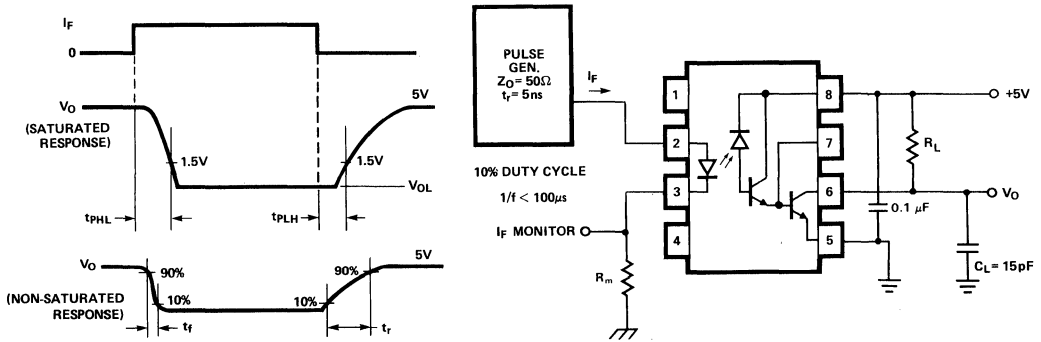 I_F
0
V_O
(SATURATED
RESPONSE)
5V
1.5V
1.5V
V_OL
t_PHL
t_PLH
V_O
(NON-SATURATED
RESPONSE)
5V
90%
90%
10%
10%
t_f
t_r
PULSE
GEN.
Z_O = 50Ω
t_r = 5ns
I_F
10% DUTY CYCLE
1/f < 100μs
I_F MONITOR
R_m
1
2
3
4
8
7
6
5
+5V
R_L
V_O
0.1 μF
C_L = 15pF